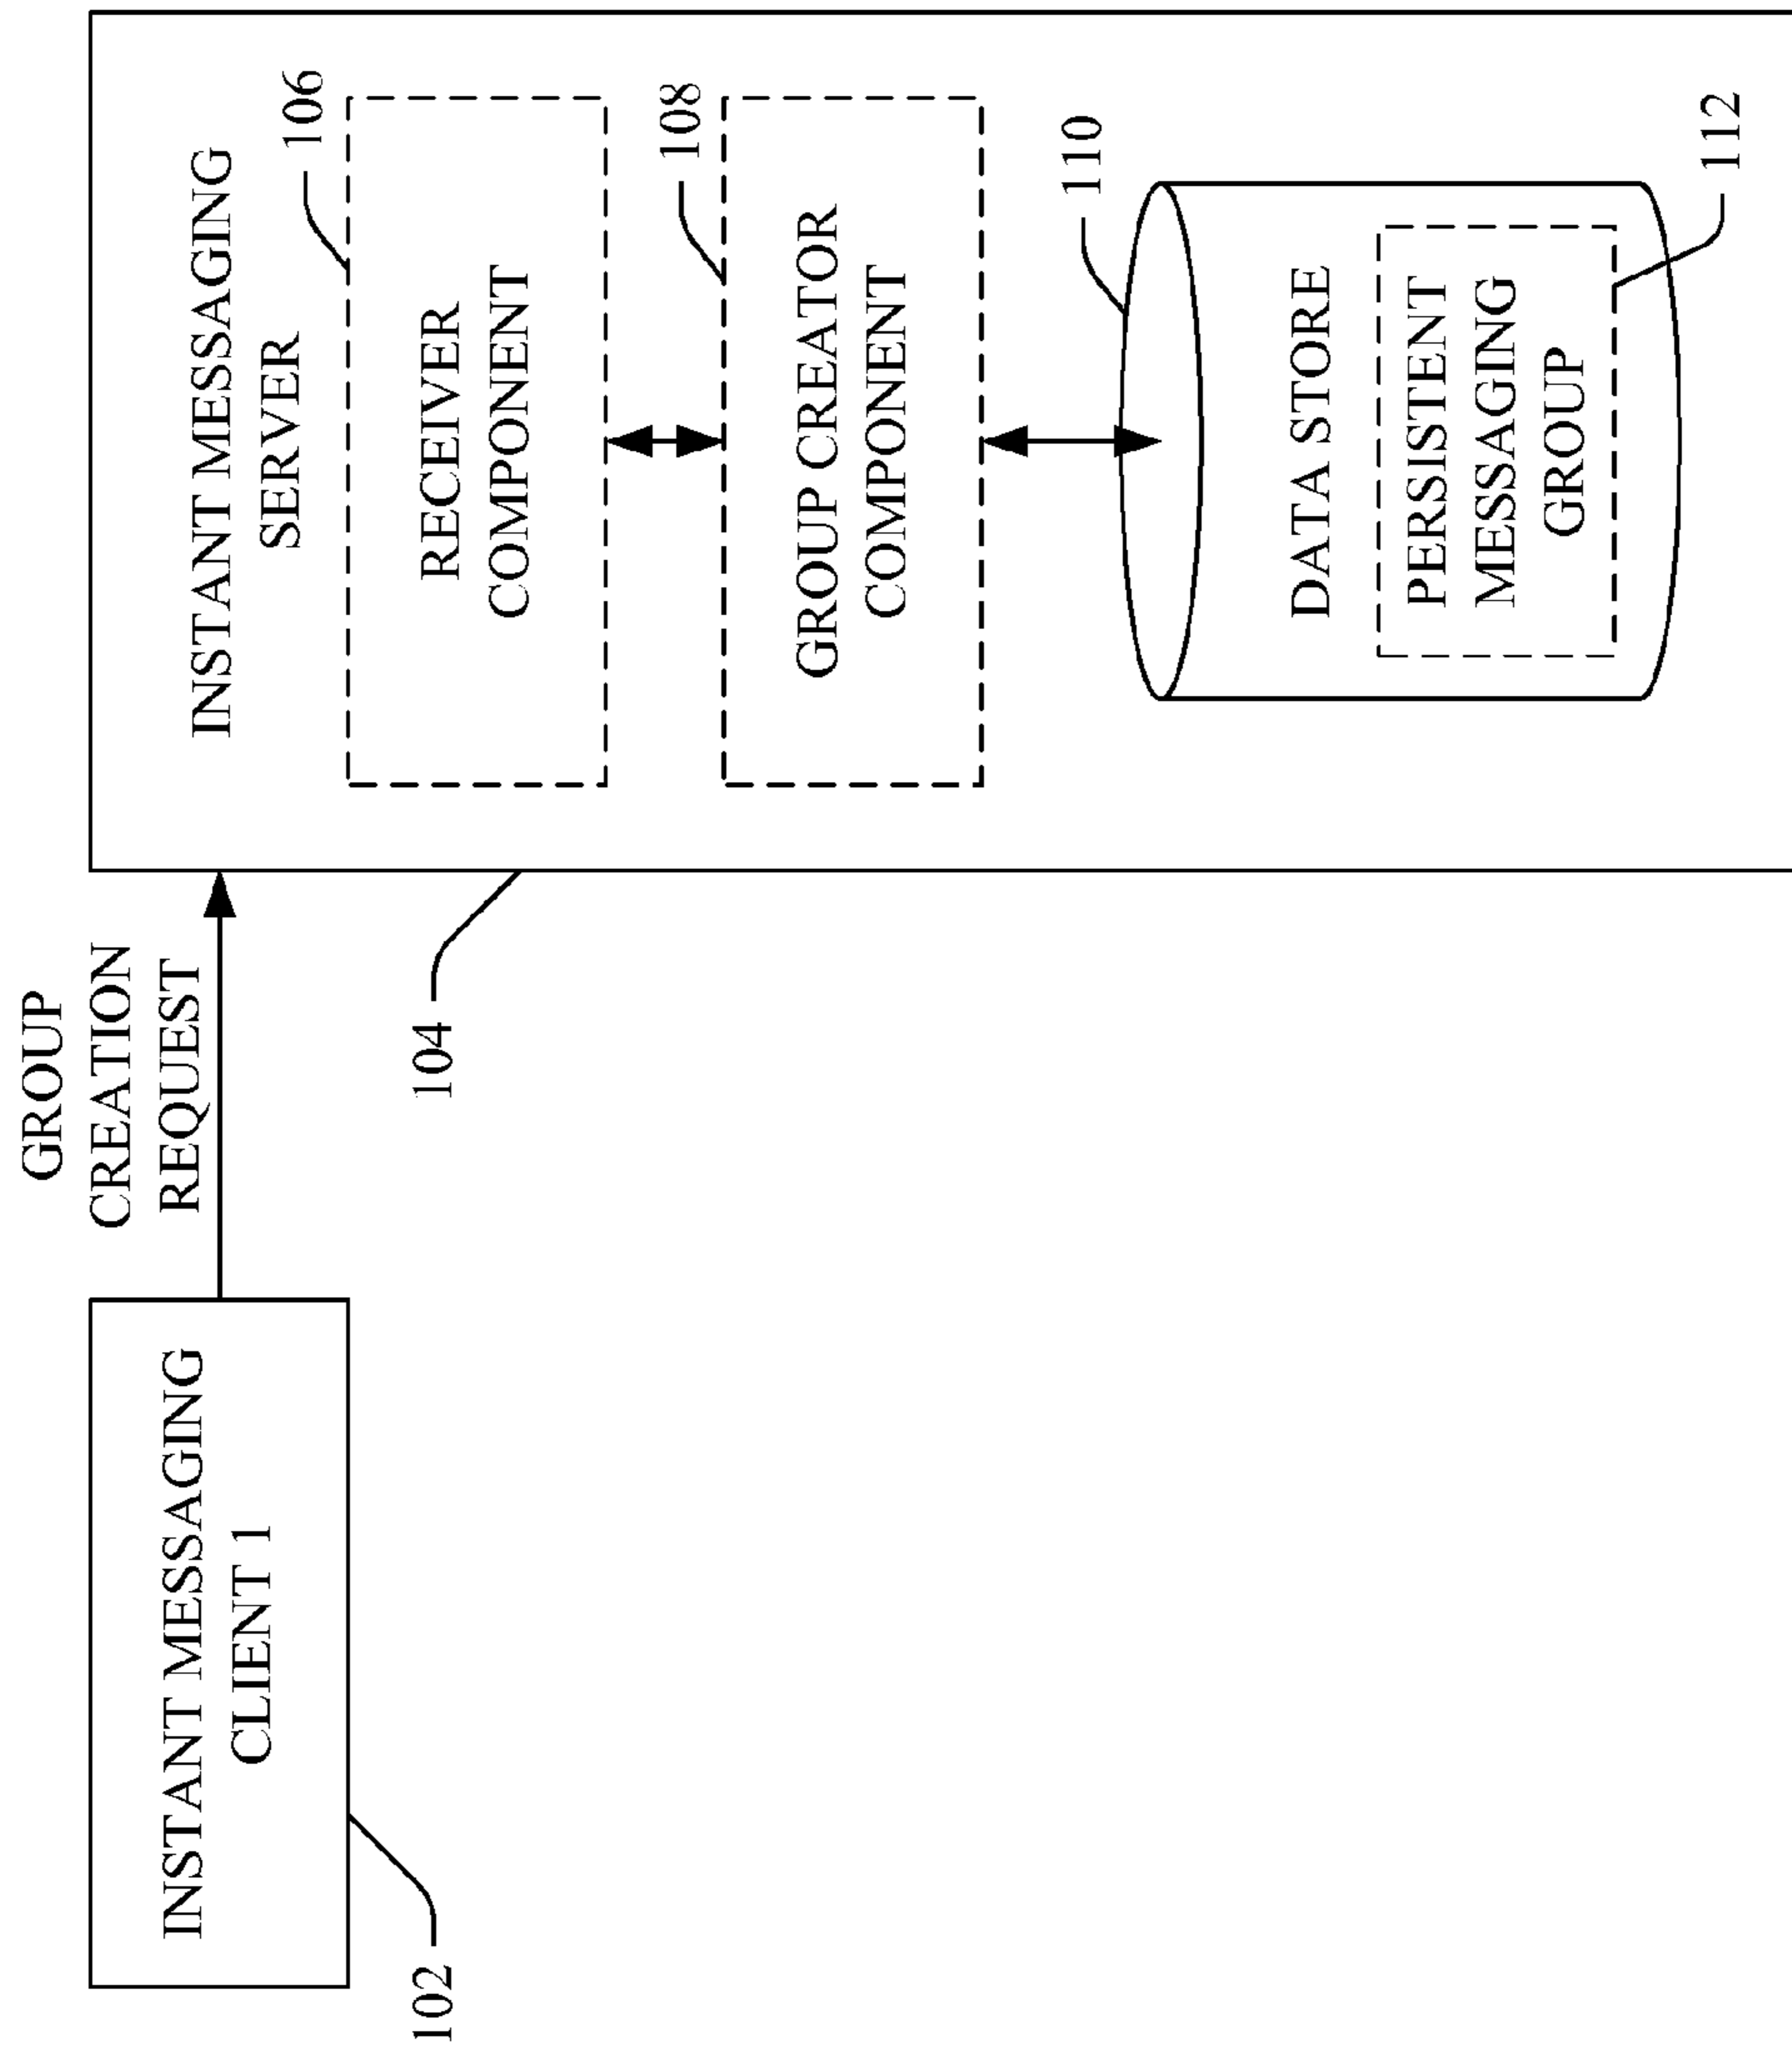 GROUP
CREATION
REQUEST
INSTANT MESSAGING
CLIENT 1
102
104
INSTANT MESSAGING
SERVER
106
RECEIVER
COMPONENT
108
GROUP CREATOR
COMPONENT
110
DATA STORE
PERSISTENT
MESSAGING
GROUP
112